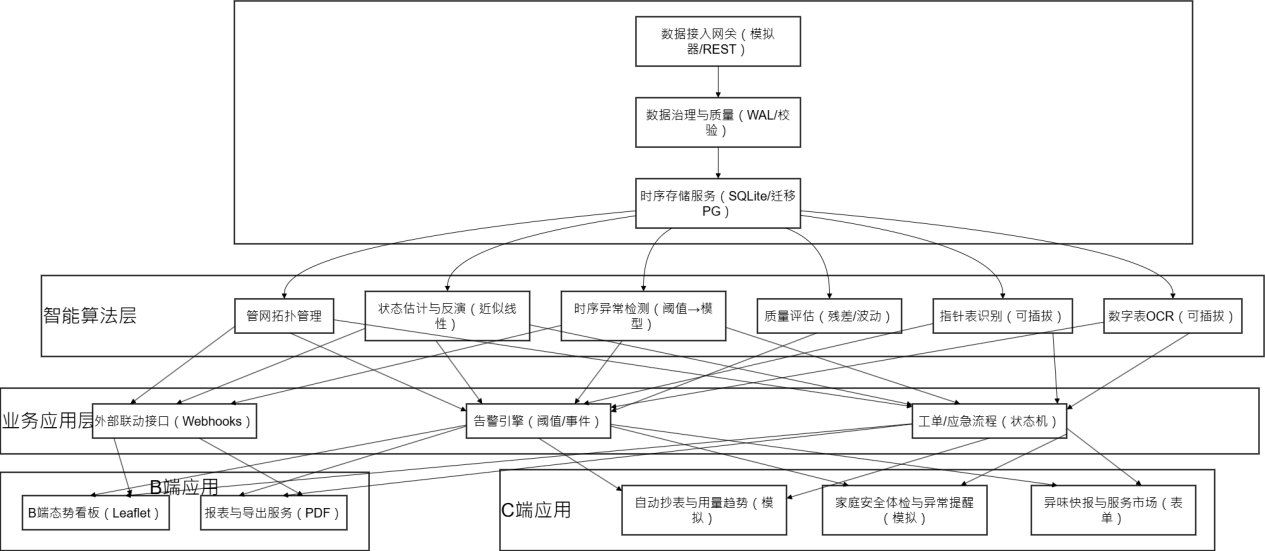 数据接入网关（模拟
器/REST）
数据治理与质量（WAL/校
验）
时序存储服务（SQLite/迁移
PG）
智能算法层
管网拓扑管理
状态估计与反演（近似线
性）
时序异常检测（阈值→模
型）
质量评估（残差/波动）
指针表识别（可插拔）
数字表OCR（可插拔）
业务应用层
外部联动接口（Webhooks）
告警引擎（阈值/事件）
工单/应急流程（状态机）
B端应用
B端态势看板（Leaflet）
报表与导出服务（PDF）
C端应用
自动抄表与用量趋势（模
拟）
家庭安全体检与异常提醒
（模拟）
异味快报与服务市场（表
单）